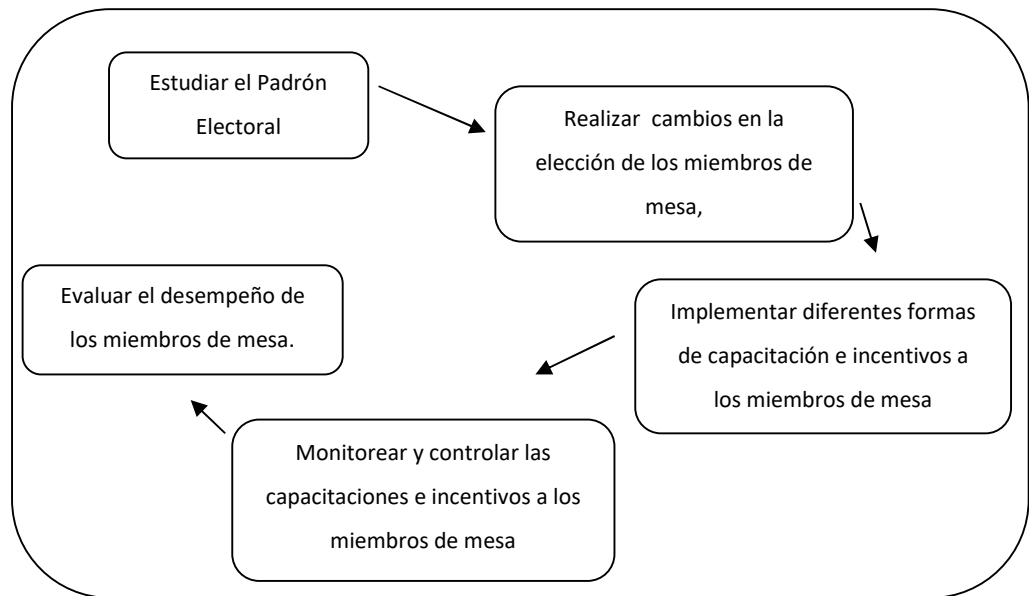 Estudiar el Padrón
Electoral
Realizar  cambios en la
elección de los miembros de
mesa,
Implementar diferentes formas
de capacitación e incentivos a
los miembros de mesa
Monitorear y controlar las
capacitaciones e incentivos a los
miembros de mesa
Evaluar el desempeño de
los miembros de mesa.